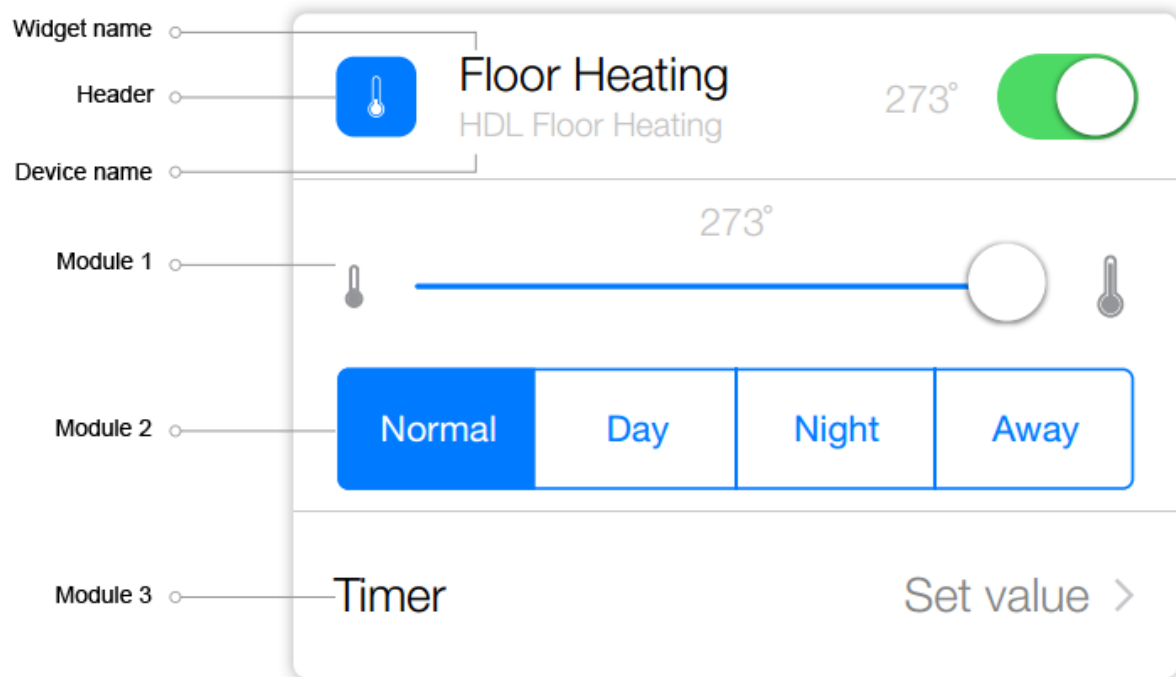 Widget name
Floor Heating
Header
273°
HDL Floor Heating
Device name
273°
Module 1
Module 2
Normal Day Night Away
Module 3
Timer Set value >